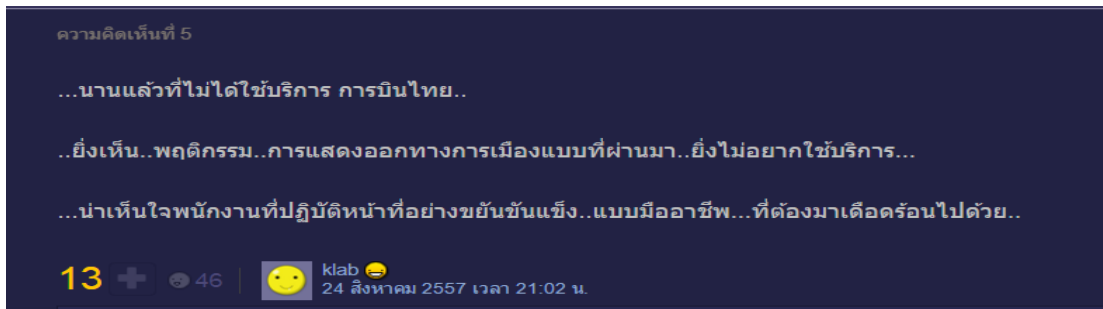 ความคิดเห็นที่ 5
...นานแล้วที่ไม่ได้ใช้บริการ การบินไทย..
..ยิ่งเห็น..พฤติกรรม..การแสดงออกทางการเมืองแบบที่ผ่านมา..ยิ่งไม่อยากใช้บริการ...
...น่าเห็นใจพนักงานที่ปฏิบัติหน้าที่อย่างขยันขันแข็ง..แบบมืออาชีพ...ที่ต้องมาเดือดร้อนไปด้วย..
13 46 klab
24 สิงหาคม 2557 เวลา 21:02 น.